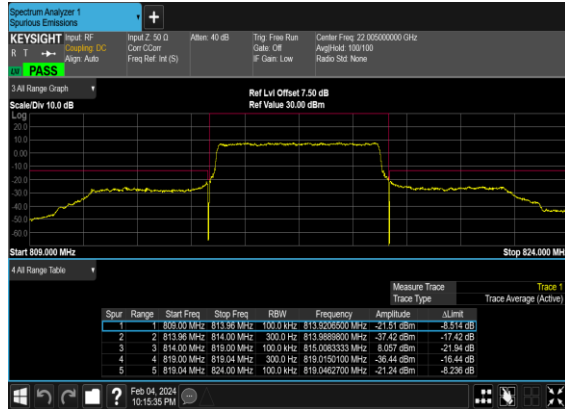 Spectrum Analyzer 1
Spurious Emissions
KEYSIGHT Input: RF Input Z: 50 Ω Atten: 40 dB Trig: Free Run Center Freq: 22.005000000 GHz
R T Coupling: DC Corr CCorr Gate: Off Avg|Hold: 100/100
Align: Auto Freq Ref: Int (S) IF Gain: Low Radio Std: None
PASS
3 All Range Graph
Ref Lvl Offset 7.50 dB
Scale/Div 10.0 dB Ref Value 30.00 dBm
Log
20.0
10.0
0.00
-10.0
-20.0
-30.0
-40.0
-50.0
-60.0
Start 809.000 MHz Stop 824.000 MH
4 All Range Table
Measure Trace Trace 1
Trace Type Trace Average (Active)
Spur Range Start Freq Stop Freq RBW Frequency Amplitude ΔLimit
1 1 809.00 MHz 813.96 MHz 100.0 kHz 813.9206500 MHz -21.51 dBm -8.514 dB
2 2 813.96 MHz 814.00 MHz 300.0 Hz 813.9889800 MHz -37.42 dBm -17.42 dB
3 3 814.00 MHz 819.00 MHz 100.0 kHz 815.0083333 MHz 8.057 dBm -21.94 dB
4 4 819.00 MHz 819.04 MHz 300.0 Hz 819.0150100 MHz -36.44 dBm -16.44 dB
5 5 819.04 MHz 824.00 MHz 100.0 kHz 819.0462700 MHz -21.24 dBm -8.236 dB
? Feb 04, 2024
10:15:35 PM